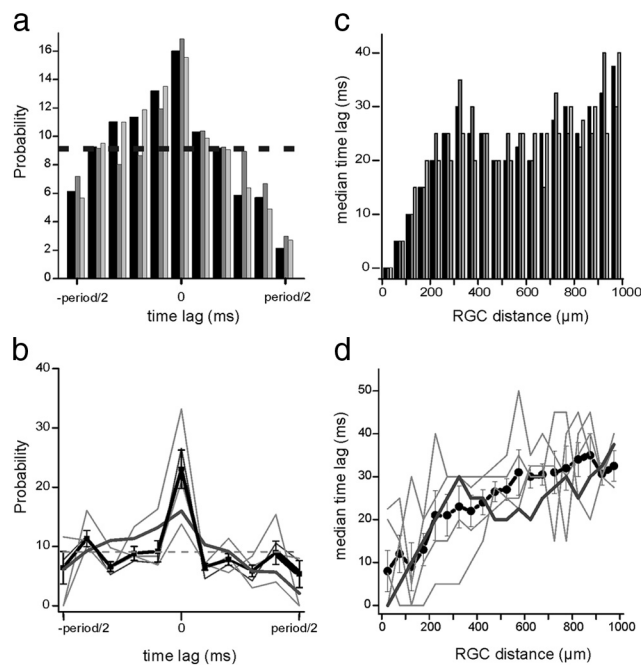 a
16
14
12
10
8
6
4
2
0
Probability
-period/2
0
period/2
time lag (ms)
c
40
30
20
10
0
median time lag (ms)
0
200
400
600
800
1000
RGC distance (µm)
b
40
30
20
10
0
Probability
-period/2
0
period/2
time lag (ms)
d
50
40
30
20
10
0
median time lag (ms)
0
200
400
600
800
1000
RGC distance (µm)